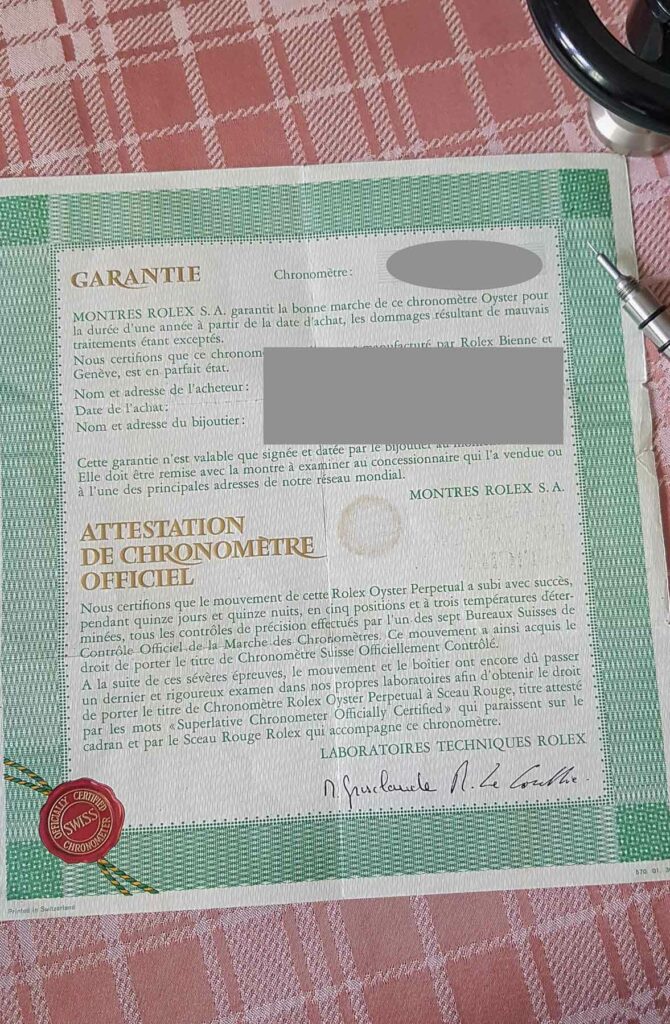 GARANTIE
Chronomètre:
MONTRES ROLEX S. A. garantit la bonne marche de ce chronomètre Oyster pour
la durée d'une année à partir de la date d'achat, les dommages résultant de mauvais
traitements étant exceptés.
Nous certifions que ce par Rolex Bienne et
Genève, est en parfait état.
Nom et adresse de l'acheteur:
Date de l'achat:
Nom et adresse du bijoutier:
Cette garantie n'est valable que signée et datée par le bijoutier au
Elle doit être remise avec la montre à examiner au concessionnaire qui l'a vendue ou
à l'une des principales adresses de notre réseau mondial.
MONTRES ROLEX S. A.
ATTESTATION
DE CHRONOMÈTRE
OFFICIEL
Nous certifions que le mouvement de cette Rolex Oyster Perpetual a subi avec succès,
pendant quinze jours et quinze nuits, en cinq positions et à trois températures déter-
minées, tous les contrôles de précision effectués par l'un des sept Bureaux Suisses de
Contrôle Officiel de la Marche des Chronomètres. Ce mouvement a ainsi acquis le
droit de porter le titre de Chronomètre Suisse Officiellement Contrôlé.
A la suite de ces sévères épreuves, le mouvement et le boîtier ont encore dû passer
un dernier et rigoureux examen dans nos propres laboratoires afin d'obtenir le droit
de porter le titre de Chronomètre Rolex Oyster Perpetual à Sceau Rouge, titre attesté
par les mots «Superlative Chronometer Officially Certified» qui paraissent sur le
cadran et par le Sceau Rouge Rolex qui accompagne ce chronomètre.
LABORATOIRES TECHNIQUES ROLEX
OFFICIALLY CERTIFIED
SWISS
CHRONOMETER
Printed in Switzerland
570. 01.